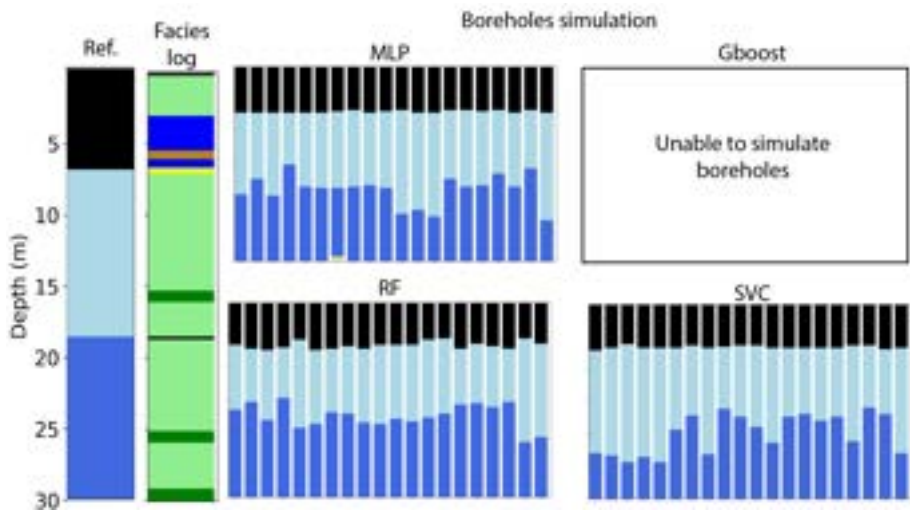 Boreholes simulation
Ref.
Facies
log
MLP
Gboost
Unable to simulate
boreholes
RF
SVC
Depth (m)
5
10
15
20
25
30